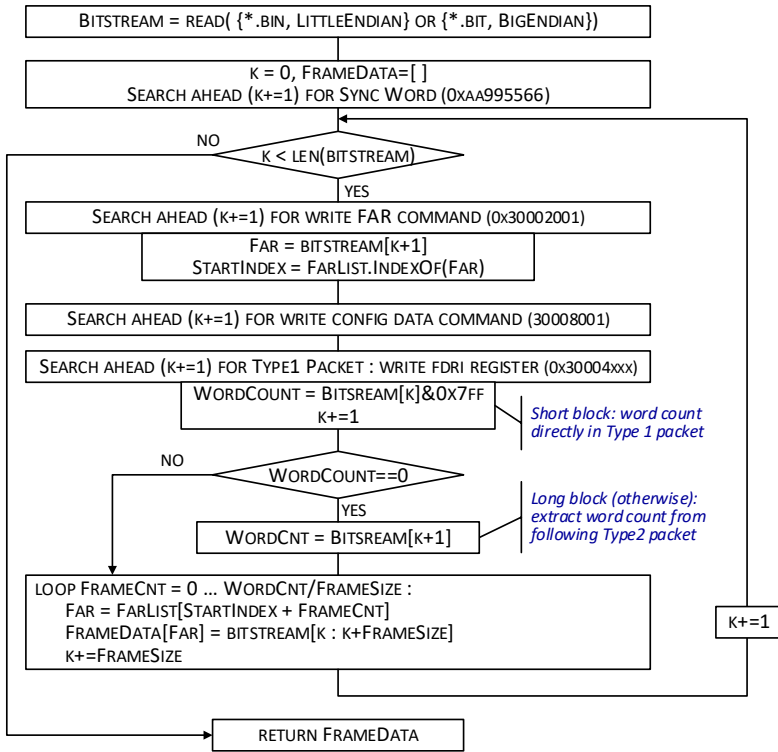 BITSTREAM = READ( {*.BIN, LITTLEENDIAN} OR {*.BIT, BIGENDIAN})
K = 0, FRAMEDATA=[ ]
SEARCH AHEAD (K+=1) FOR SYNC WORD (0XAA995566)
NO
K < LEN(BITSTREAM)
YES
SEARCH AHEAD (K+=1) FOR WRITE FAR COMMAND (0X30002001)
FAR = BITSTREAM[K+1]
STARTINDEX = FARLIST.INDEXOF(FAR)
SEARCH AHEAD (K+=1) FOR WRITE CONFIG DATA COMMAND (30008001)
SEARCH AHEAD (K+=1) FOR TYPE1 PACKET : WRITE FDRI REGISTER (0X30004XXX)
WORDCOUNT = BITSREAM[K]&0X7FF
K+=1
Short block: word count
directly in Type 1 packet
NO
WORDCOUNT==0
YES
Long block (otherwise):
extract word count from
following Type2 packet
WORDCNT = BITSREAM[K+1]
LOOP FRAMECNT = 0 ... WORDCNT/FRAMESIZE :
FAR = FARLIST[STARTINDEX + FRAMECNT]
FRAMEDATA[FAR] = BITSTREAM[K : K+FRAMESIZE]
K+=FRAMESIZE
K+=1
RETURN FRAMEDATA